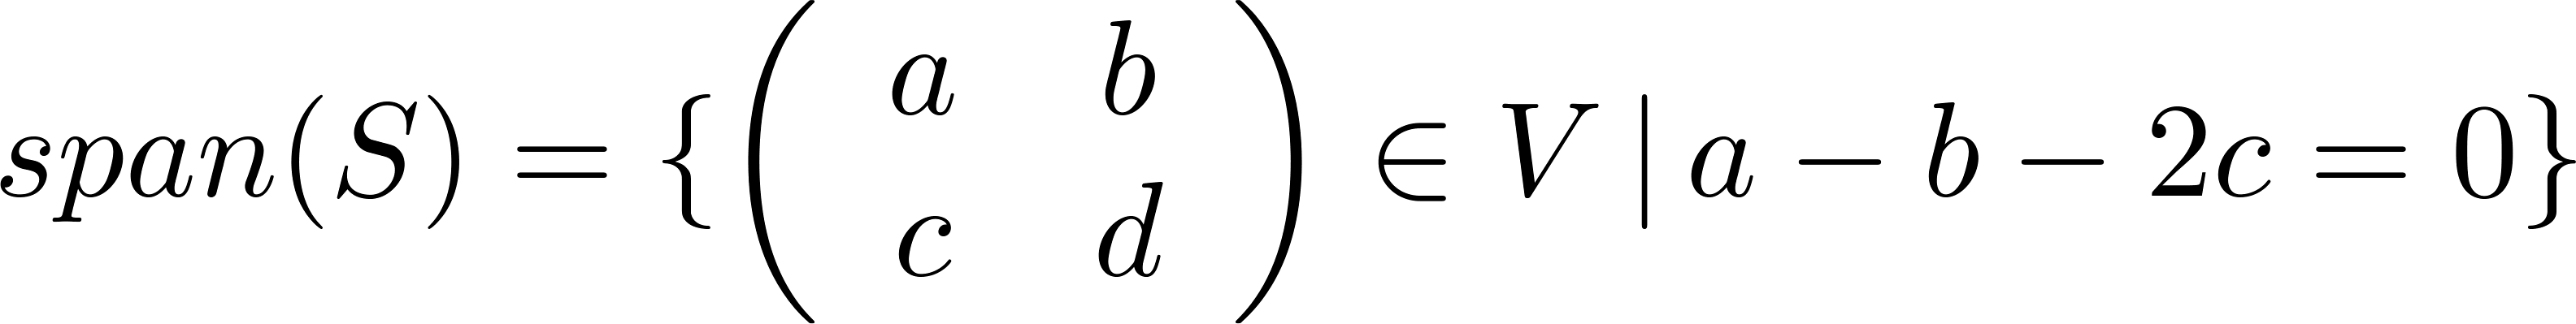 span(S) = { ( a b c d ) ∈ V | a − b − 2c = 0}